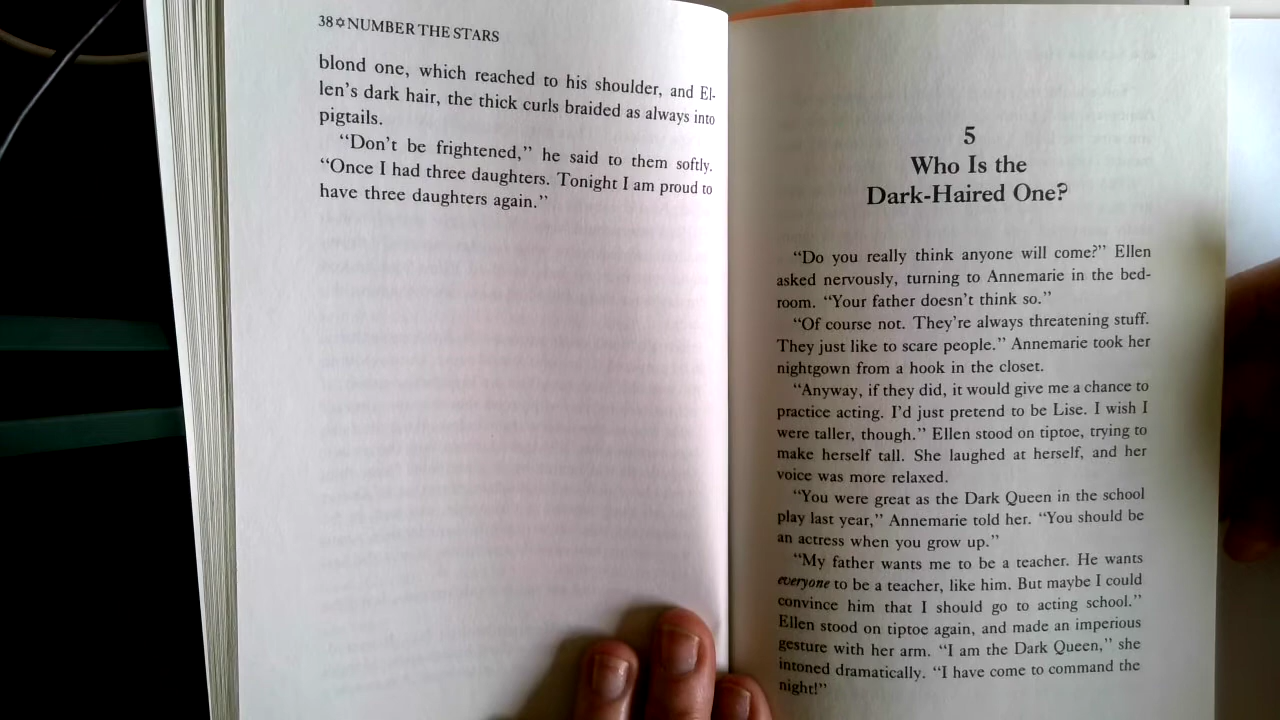 38✡NUMBER THE STARS
blond one, which reached to his shoulder, and El-
len's dark hair, the thick curls braided as always into
pigtails.
“Don't be frightened,” he said to them softly.
“Once I had three daughters. Tonight I am proud to
have three daughters again.”
5
Who Is the
Dark-Haired One?
“Do you really think anyone will come?” Ellen
asked nervously, turning to Annemarie in the bed-
room. “Your father doesn't think so.”
“Of course not. They're always threatening stuff.
They just like to scare people.” Annemarie took her
nightgown from a hook in the closet.
“Anyway, if they did, it would give me a chance to
practice acting. I'd just pretend to be Lise. I wish I
were taller, though.” Ellen stood on tiptoe, trying to
make herself tall. She laughed at herself, and her
voice was more relaxed.
“You were great as the Dark Queen in the school
play last year,” Annemarie told her. “You should be
an actress when you grow up.”
“My father wants me to be a teacher. He wants
everyone to be a teacher, like him. But maybe I could
convince him that I should go to acting school.”
Ellen stood on tiptoe again, and made an imperious
gesture with her arm. “I am the Dark Queen,” she
intoned dramatically. “I have come to command the
night!”